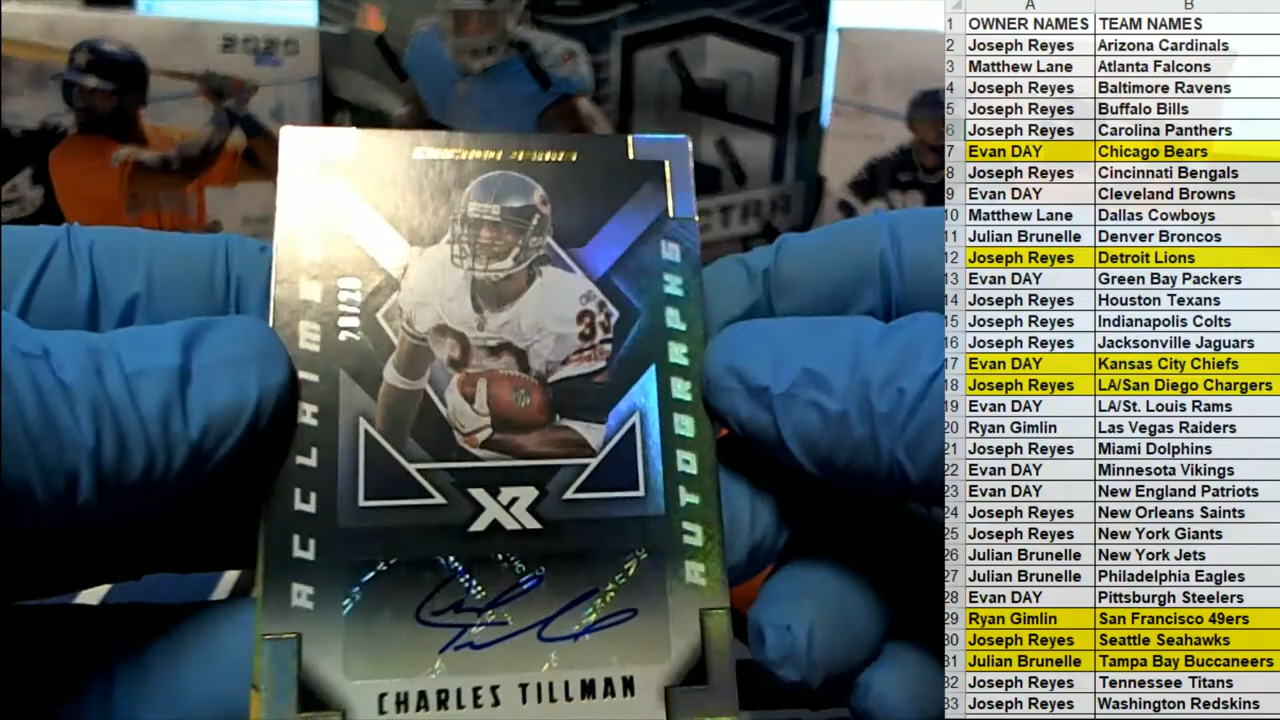 2020
CHARLES TILLMAN
ACCLAIMED
AUTOGRAPHS
XR
33
A B
1 OWNER NAMES TEAM NAMES
2 Joseph Reyes Arizona Cardinals
3 Matthew Lane Atlanta Falcons
4 Joseph Reyes Baltimore Ravens
5 Joseph Reyes Buffalo Bills
6 Joseph Reyes Carolina Panthers
7 Evan DAY Chicago Bears
8 Joseph Reyes Cincinnati Bengals
9 Evan DAY Cleveland Browns
10 Matthew Lane Dallas Cowboys
11 Julian Brunelle Denver Broncos
12 Joseph Reyes Detroit Lions
13 Evan DAY Green Bay Packers
14 Joseph Reyes Houston Texans
15 Joseph Reyes Indianapolis Colts
16 Joseph Reyes Jacksonville Jaguars
17 Evan DAY Kansas City Chiefs
18 Joseph Reyes LA/San Diego Chargers
19 Evan DAY LA/St. Louis Rams
20 Ryan Gimlin Las Vegas Raiders
21 Joseph Reyes Miami Dolphins
22 Evan DAY Minnesota Vikings
23 Evan DAY New England Patriots
24 Joseph Reyes New Orleans Saints
25 Joseph Reyes New York Giants
26 Julian Brunelle New York Jets
27 Julian Brunelle Philadelphia Eagles
28 Evan DAY Pittsburgh Steelers
29 Ryan Gimlin San Francisco 49ers
30 Joseph Reyes Seattle Seahawks
31 Julian Brunelle Tampa Bay Buccaneers
32 Joseph Reyes Tennessee Titans
33 Joseph Reyes Washington Redskins